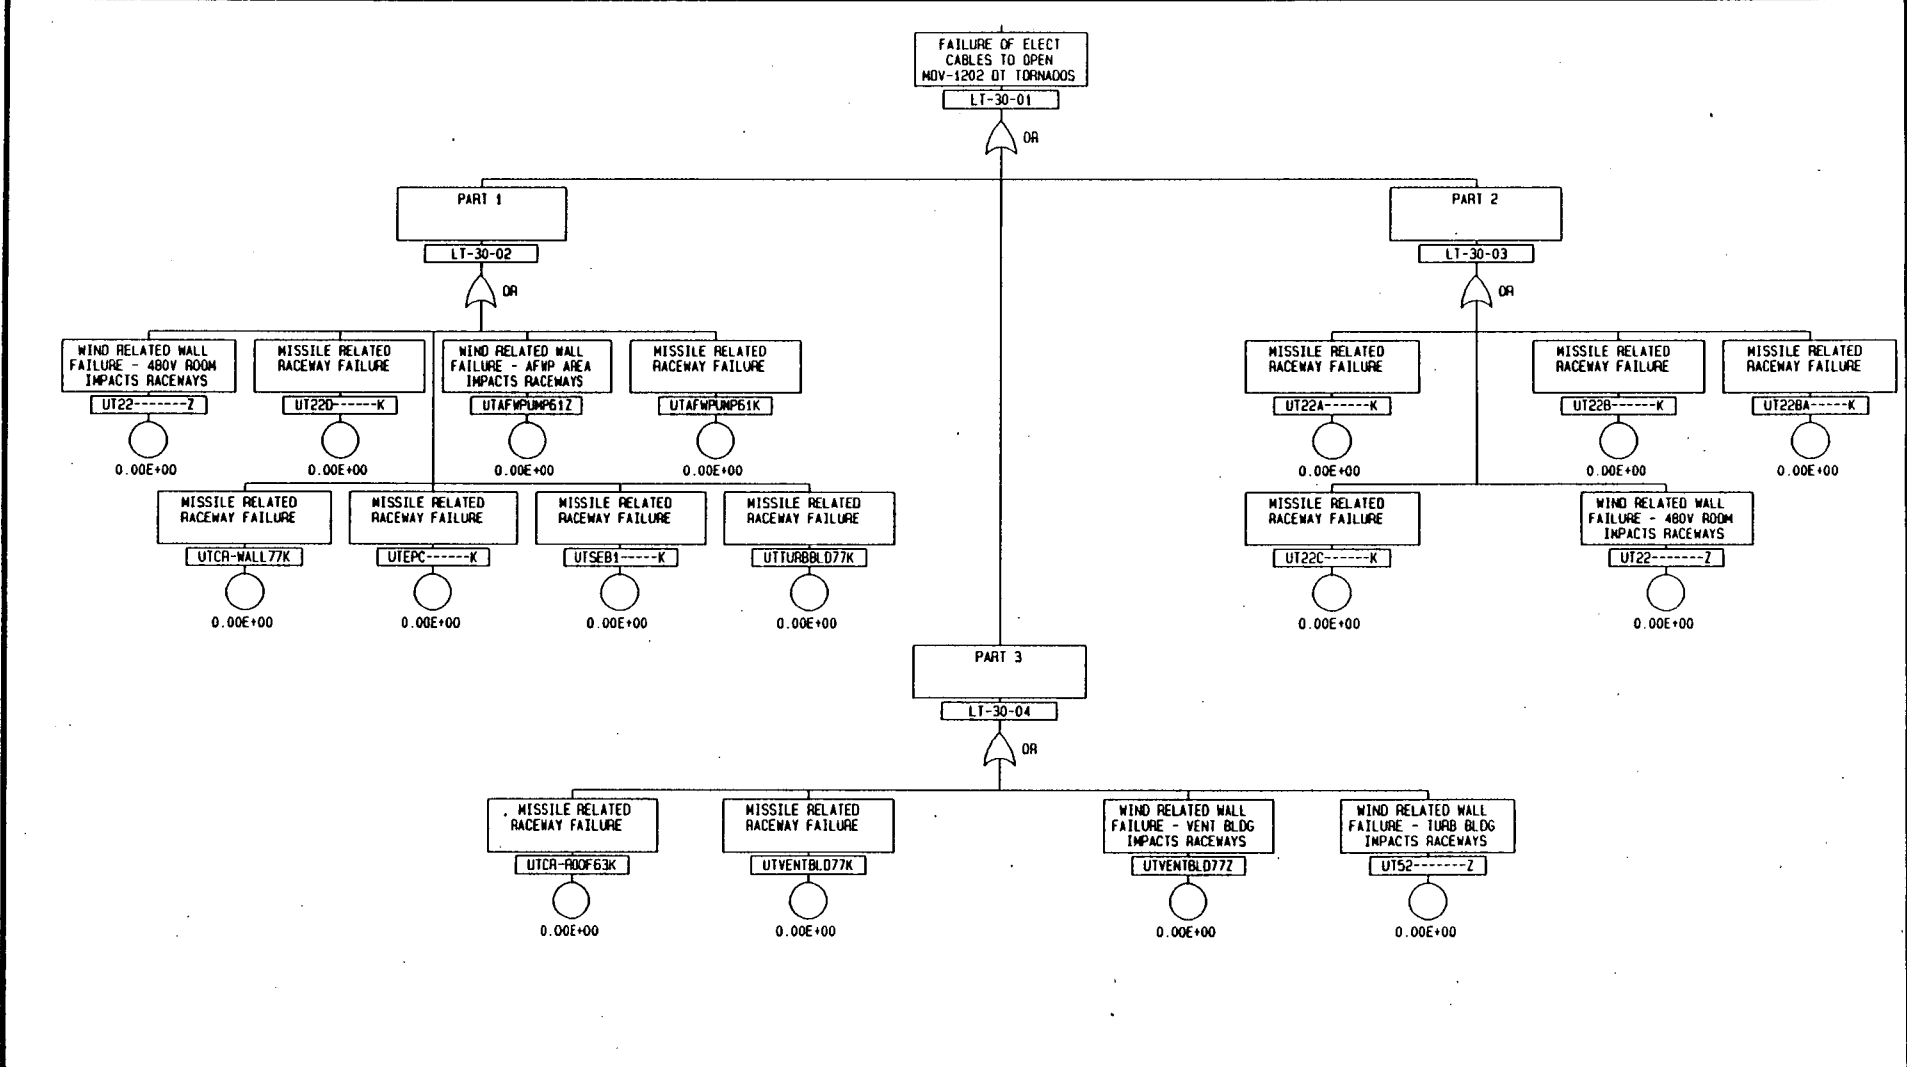 FAILURE OF ELECT
CABLES TO OPEN
MOV-1202 DT TORNADOS
LT-30-01
OR
PART 1
LT-30-02
OR
PART 2
LT-30-03
OR
WIND RELATED WALL
FAILURE - 480V ROOM
IMPACTS RACEWAYS
UT22-------Z
0.00E+00
MISSILE RELATED
RACEWAY FAILURE
UT22D------K
0.00E+00
WIND RELATED WALL
FAILURE - AFWP AREA
IMPACTS RACEWAYS
UTAFWPUMP61Z
0.00E+00
MISSILE RELATED
RACEWAY FAILURE
UTAFWPUMP61K
0.00E+00
MISSILE RELATED
RACEWAY FAILURE
UT22A------K
0.00E+00
MISSILE RELATED
RACEWAY FAILURE
UT22B------K
0.00E+00
MISSILE RELATED
RACEWAY FAILURE
UT22BA-----K
0.00E+00
MISSILE RELATED
RACEWAY FAILURE
UTCR-WALL77K
0.00E+00
MISSILE RELATED
RACEWAY FAILURE
UTEPC------K
0.00E+00
MISSILE RELATED
RACEWAY FAILURE
UTSEB1-----K
0.00E+00
MISSILE RELATED
RACEWAY FAILURE
UTTURBBLD77K
0.00E+00
MISSILE RELATED
RACEWAY FAILURE
UT22C------K
0.00E+00
WIND RELATED WALL
FAILURE - 480V ROOM
IMPACTS RACEWAYS
UT22-------Z
0.00E+00
PART 3
LT-30-04
OR
MISSILE RELATED
RACEWAY FAILURE
UTCR-ROOF63K
0.00E+00
MISSILE RELATED
RACEWAY FAILURE
UTVENTBLD77K
0.00E+00
WIND RELATED WALL
FAILURE - VENT BLDG
IMPACTS RACEWAYS
UTVENTBLD77Z
0.00E+00
WIND RELATED WALL
FAILURE - TURB BLDG
IMPACTS RACEWAYS
UT52-------Z
0.00E+00